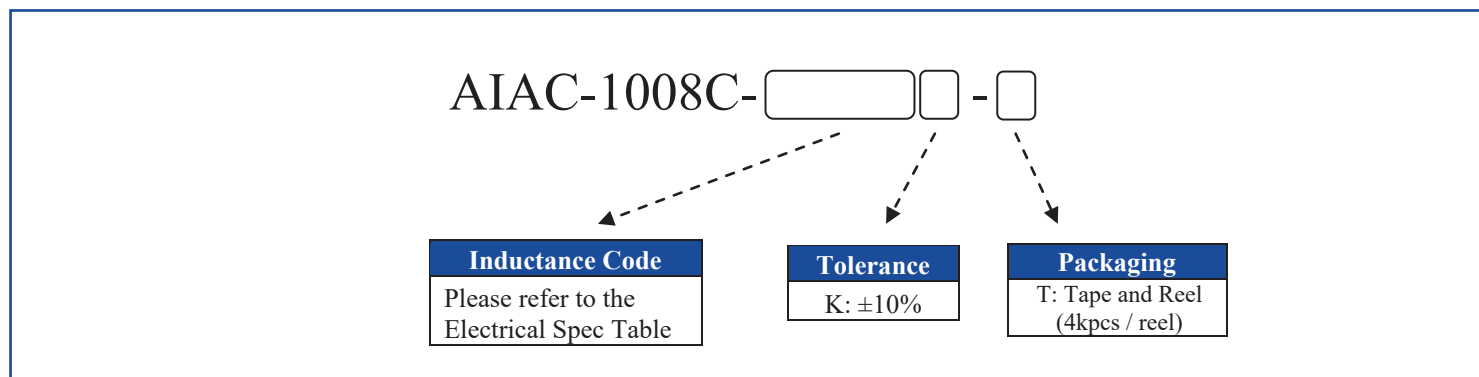 AIAC-1008C- -
Inductance Code
Please refer to the
Electrical Spec Table
Tolerance
K: ±10%
Packaging
T: Tape and Reel
(4kpcs / reel)